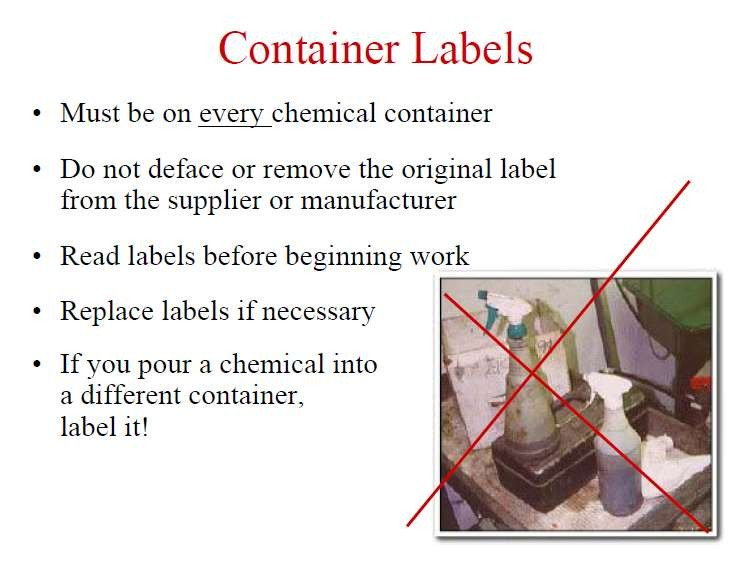 Container Labels
• Must be on every chemical container
• Do not deface or remove the original label
from the supplier or manufacturer
• Read labels before beginning work
• Replace labels if necessary
• If you pour a chemical into
a different container,
label it!